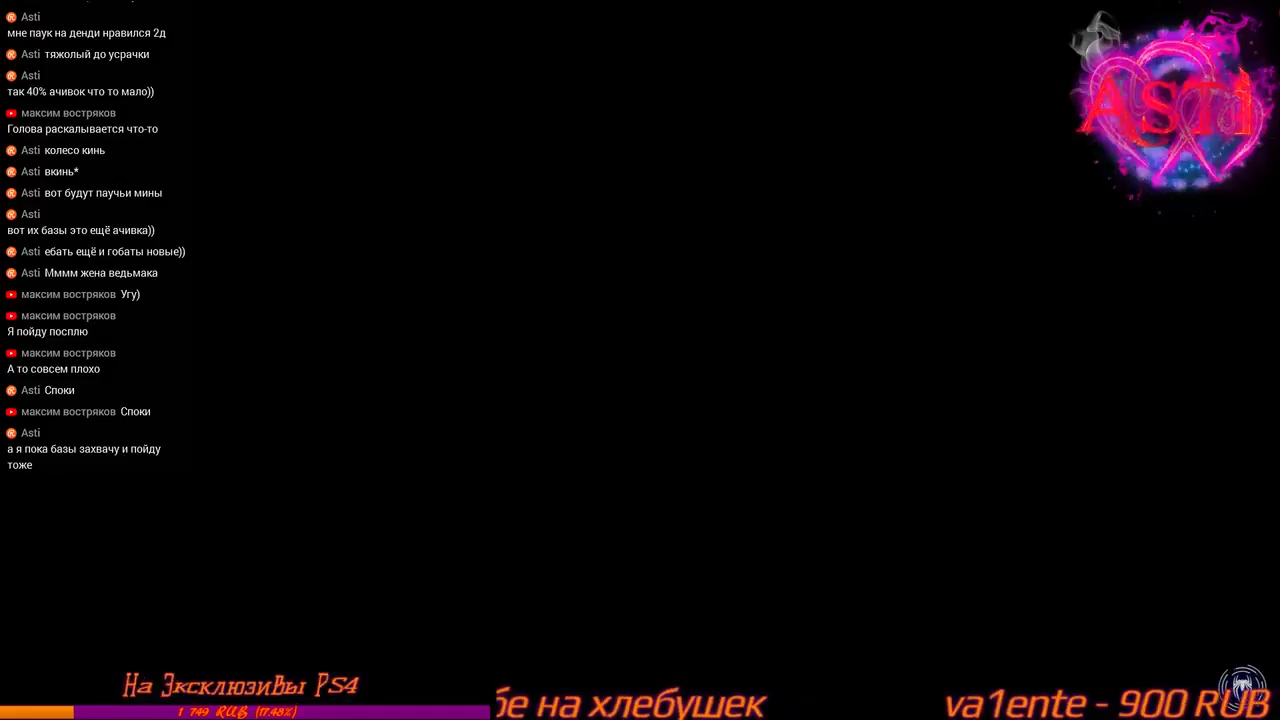 Asti
мне паук на денди нравился 2д
Asti тяжолый до усрачки
Asti
так 40% ачивок что то мало))
максим востряков
Голова раскалывается что-то
Asti колесо кинь
Asti вкинь*
Asti вот будут паучьи мины
Asti
вот их базы это ещё ачивка))
Asti ебать ещё и гобаты новые))
Asti Мммм жена ведьмака
максим востряков Угу)
максим востряков
Я пойду посплю
максим востряков
А то совсем плохо
Asti Споки
максим востряков Споки
Asti
а я пока базы захвачу и пойду
тоже
ASTI
На Эксклюзивы PS4
1 749 RUB (17.48%)
бе на хлебушек
va1ente - 900 RUB